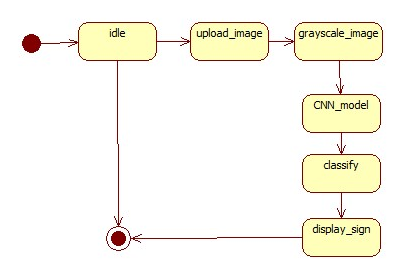 idle
upload_image
grayscale_image
CNN_model
classify
display_sign